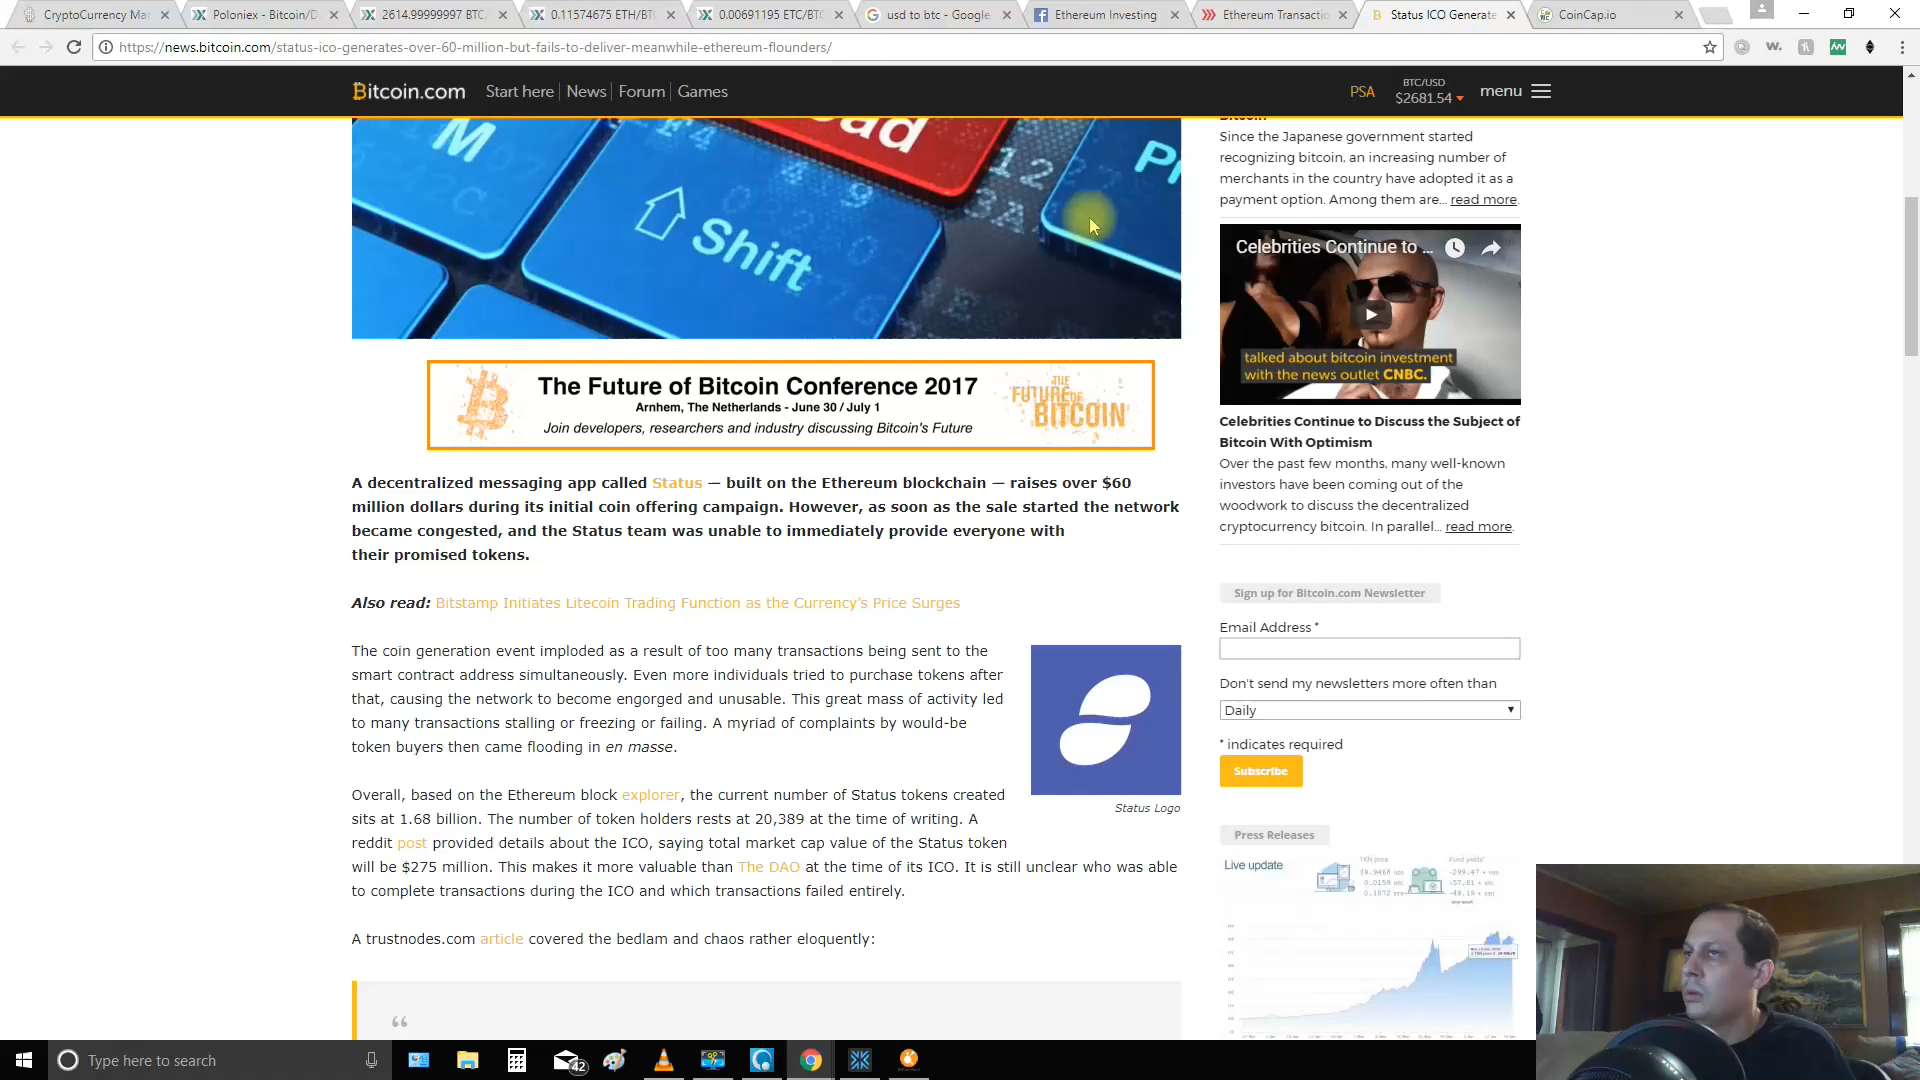 CryptoCurrency Mar
Poloniex - Bitcoin/D
2614.99999997 BTC
0.11574675 ETH/BT
0.00691195 ETC/BTC
usd to btc - Google
Ethereum Investing
Ethereum Transactio
Status ICO Generate
CoinCap.io
https://news.bitcoin.com/status-ico-generates-over-60-million-but-fails-to-deliver-meanwhile-ethereum-flounders/
Bitcoin.com
Start here
News
Forum
Games
PSA
BTC/USD
$2681.54
menu
M
Shift
The Future of Bitcoin Conference 2017
Arnhem, The Netherlands - June 30 / July 1
Join developers, researchers and industry discussing Bitcoin's Future
THE
FUTURE OF
BITCOIN
A decentralized messaging app called Status — built on the Ethereum blockchain — raises over $60
million dollars during its initial coin offering campaign. However, as soon as the sale started the network
became congested, and the Status team was unable to immediately provide everyone with
their promised tokens.
Also read: Bitstamp Initiates Litecoin Trading Function as the Currency's Price Surges
The coin generation event imploded as a result of too many transactions being sent to the
smart contract address simultaneously. Even more individuals tried to purchase tokens after
that, causing the network to become engorged and unusable. This great mass of activity led
to many transactions stalling or freezing or failing. A myriad of complaints by would-be
token buyers then came flooding in en masse.
Status Logo
Overall, based on the Ethereum block explorer, the current number of Status tokens created
sits at 1.68 billion. The number of token holders rests at 20,389 at the time of writing. A
reddit post provided details about the ICO, saying total market cap value of the Status token
will be $275 million. This makes it more valuable than The DAO at the time of its ICO. It is still unclear who was able
to complete transactions during the ICO and which transactions failed entirely.
A trustnodes.com article covered the bedlam and chaos rather eloquently:
“
Bitcoin
Since the Japanese government started
recognizing bitcoin, an increasing number of
merchants in the country have adopted it as a
payment option. Among them are... read more.
Celebrities Continue to ...
talked about bitcoin investment
with the news outlet CNBC.
Celebrities Continue to Discuss the Subject of
Bitcoin With Optimism
Over the past few months, many well-known
investors have been coming out of the
woodwork to discuss the decentralized
cryptocurrency bitcoin. In parallel... read more.
Sign up for Bitcoin.com Newsletter
Email Address *
Don't send my newsletters more often than
Daily
* indicates required
Subscribe
Press Releases
Live update
Type here to search
42